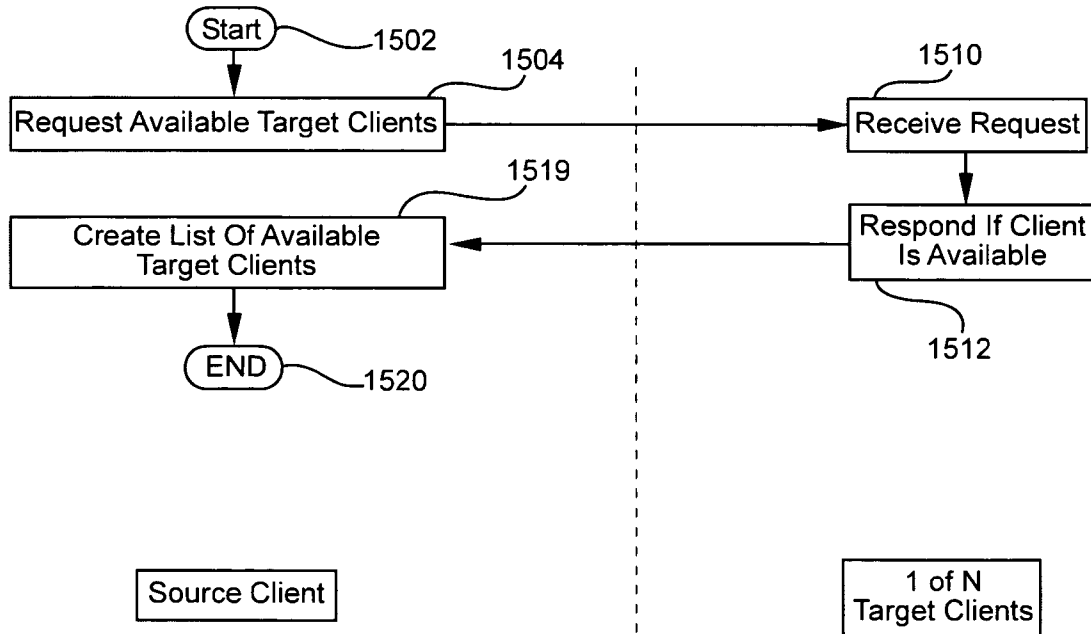 Start
1502
1504
1510
Request Available Target Clients
Receive Request
1519
Create List Of Available
Target Clients
Respond If Client
Is Available
1512
END
1520
Source Client
1 of N
Target Clients